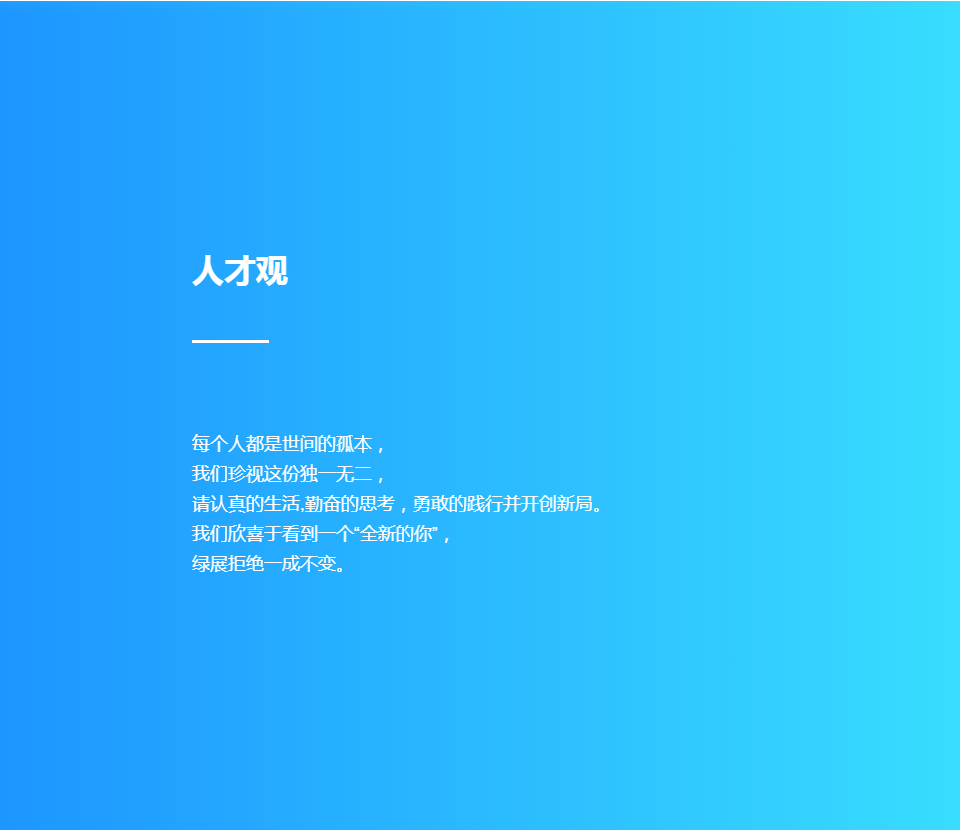 人才观
每个人都是世间的孤本，
我们珍视这份独一无二，
请认真的生活,勤奋的思考，勇敢的践行并开创新局。
我们欣喜于看到一个“全新的你”，
绿展拒绝一成不变。